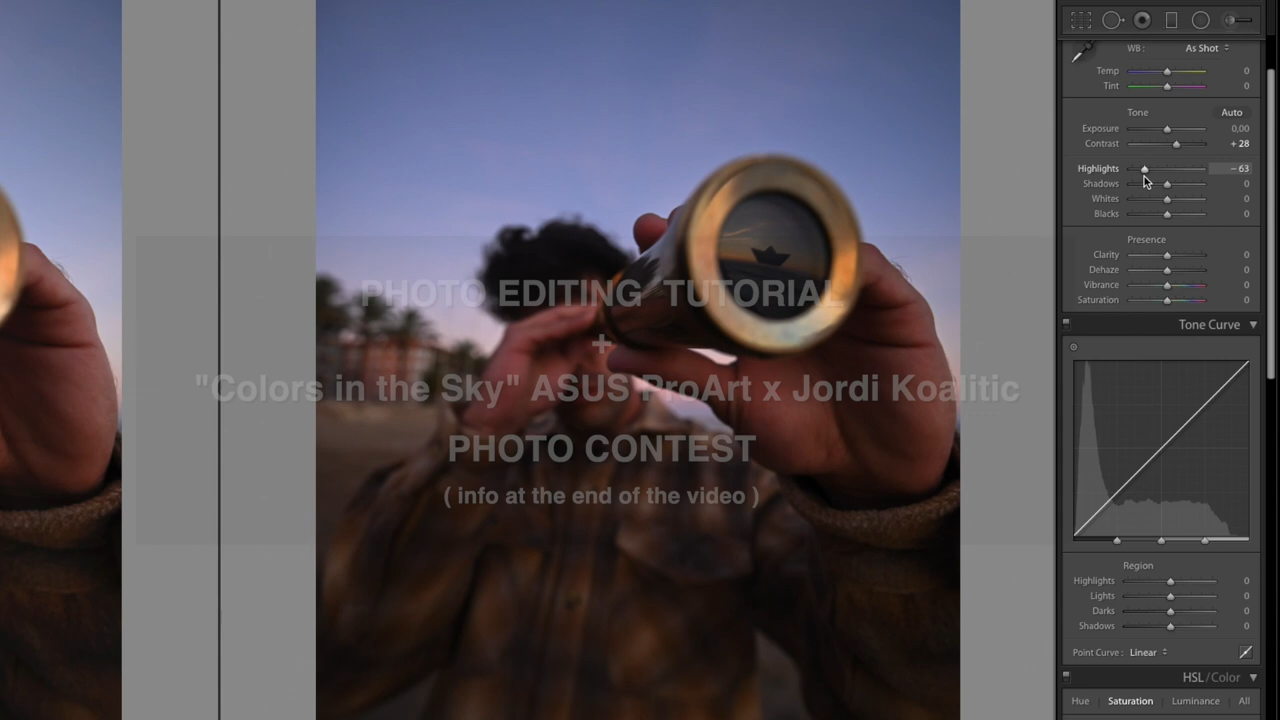 WB : As Shot
Temp 0
Tint 0
Tone Auto
Exposure 0,00
Contrast + 28
Highlights − 63
Shadows 0
Whites 0
Blacks 0
Presence
Clarity 0
Dehaze 0
Vibrance 0
Saturation 0
Tone Curve
Region
Highlights 0
Lights 0
Darks 0
Shadows 0
Point Curve : Linear
HSL / Color
Hue Saturation Luminance All
PHOTO EDITING TUTORIAL
+
"Colors in the Sky" ASUS ProArt x Jordi Koalitic
PHOTO CONTEST
( info at the end of the video )